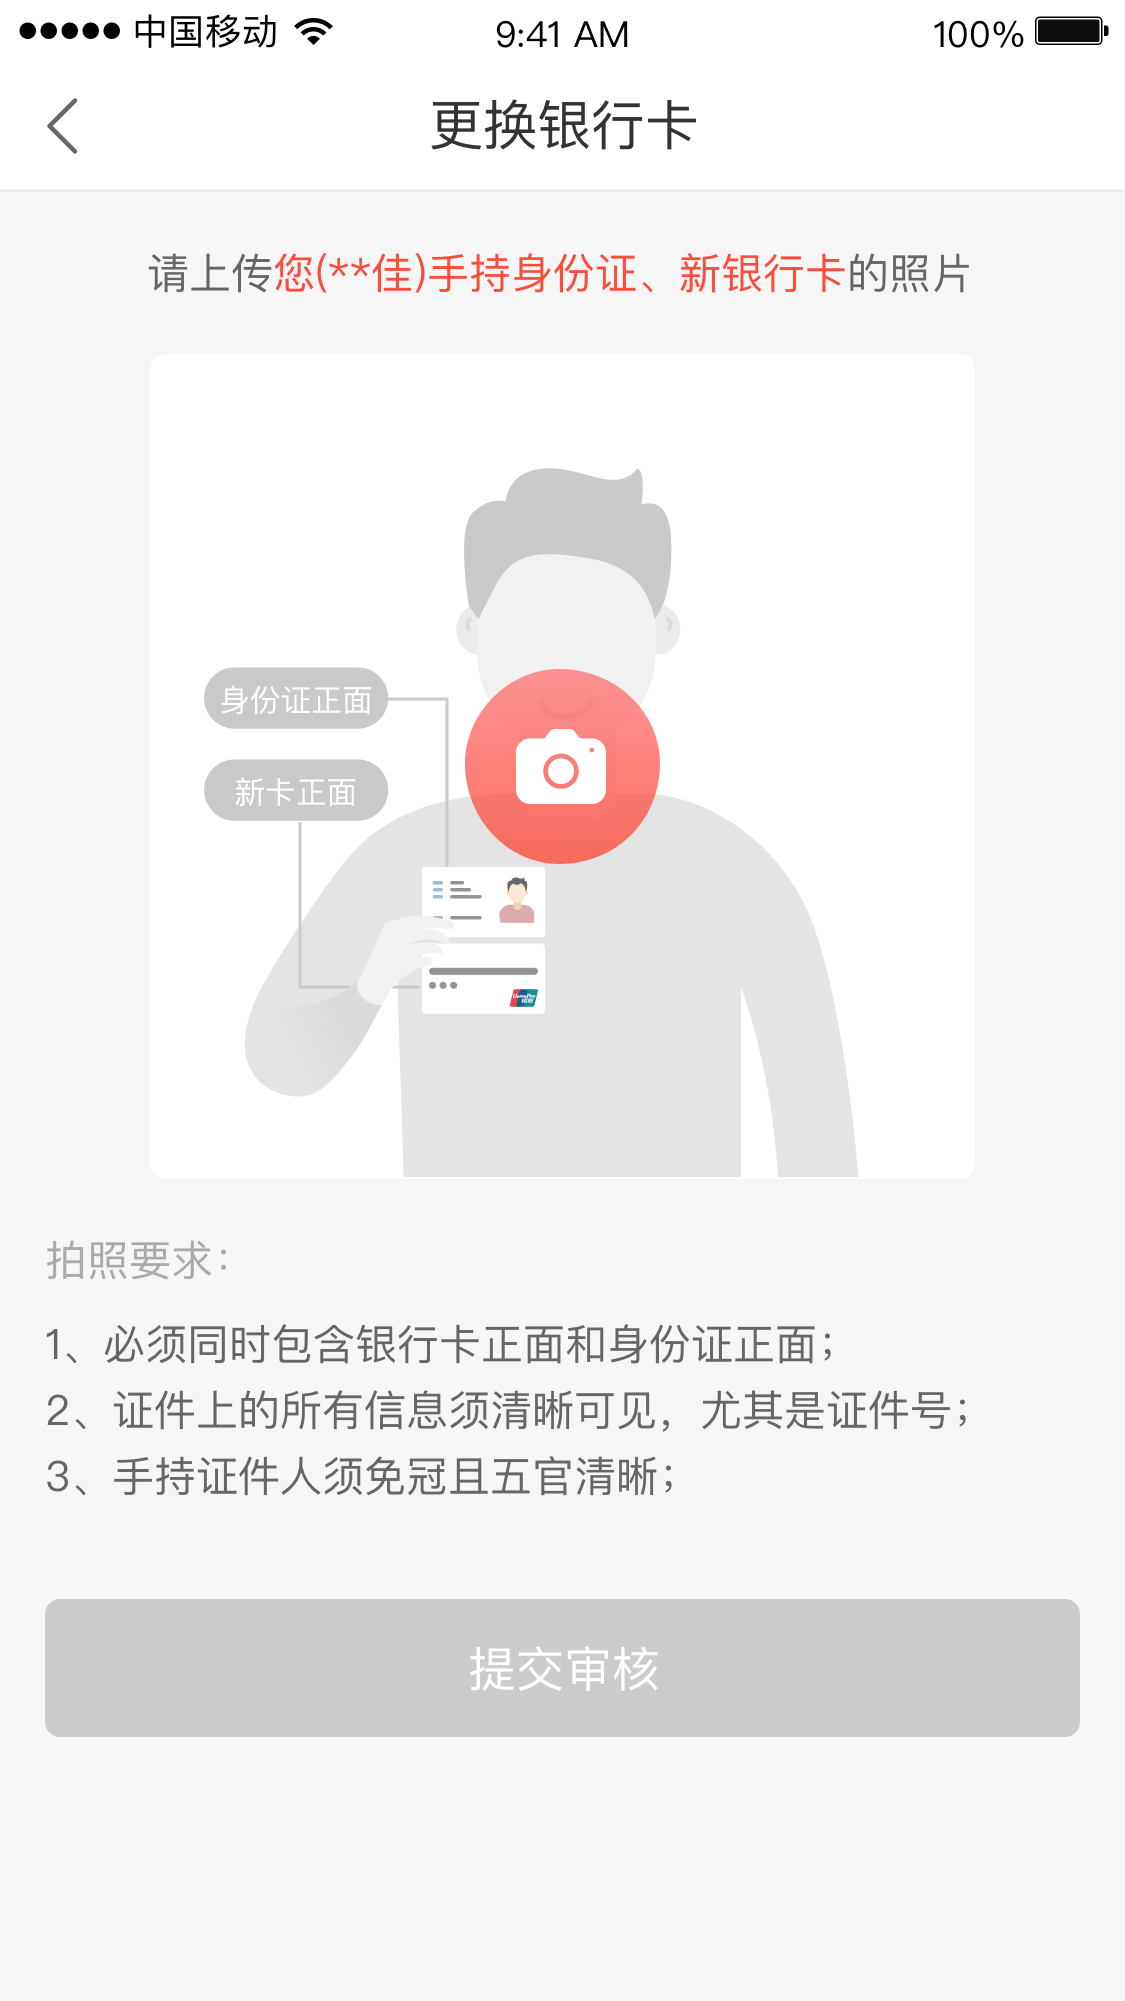 中国移动 9:41 AM 100%
更换银行卡
请上传您(**佳)手持身份证、新银行卡的照片
身份证正面
新卡正面
UnionPay
银联
拍照要求：
1、必须同时包含银行卡正面和身份证正面；
2、证件上的所有信息须清晰可见，尤其是证件号；
3、手持证件人须免冠且五官清晰；
提交审核